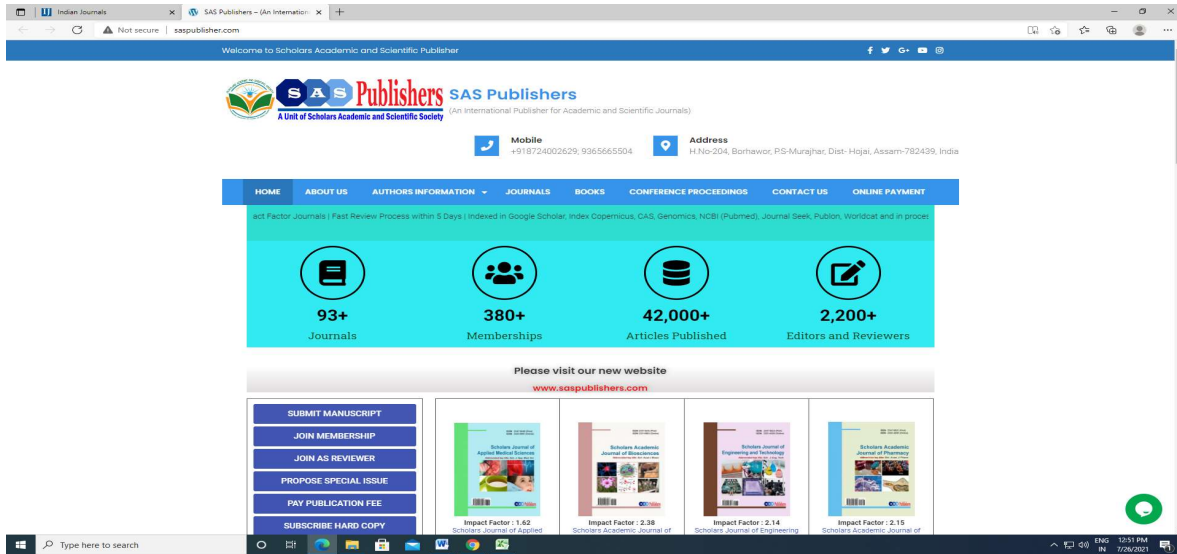 Indian Journals
SAS Publishers – (An Internation
Not secure | saspublisher.com
Welcome to Scholars Academic and Scientific Publisher
SAS Publishers
A Unit of Scholars Academic and Scientific Society
SAS Publishers
(An International Publisher for Academic and Scientific Journals)
Mobile
+918724002629; 9365665504
Address
H.No-204, Borhawor, P.S-Murajhar, Dist- Hojai, Assam-782439, India
HOME ABOUT US AUTHORS INFORMATION JOURNALS BOOKS CONFERENCE PROCEEDINGS CONTACT US ONLINE PAYMENT
act Factor Journals | Fast Review Process within 5 Days | Indexed in Google Scholar, Index Copernicus, CAS, Genomics, NCBI (Pubmed), Journal Seek, Publon, Worldcat and in proces
93+ 380+ 42,000+ 2,200+
Journals Memberships Articles Published Editors and Reviewers
Please visit our new website
www.saspublishers.com
SUBMIT MANUSCRIPT
JOIN MEMBERSHIP
JOIN AS REVIEWER
PROPOSE SPECIAL ISSUE
PAY PUBLICATION FEE
SUBSCRIBE HARD COPY
Scholars Journal of
Applied Medical Sciences
Scholars Academic
Journal of Biosciences
Scholars Journal of
Engineering and Technology
Scholars Academic
Journal of Pharmacy
Impact Factor : 1.62
Scholars Journal of Applied
Impact Factor : 2.38
Scholars Academic Journal of
Impact Factor : 2.14
Scholars Journal of Engineering
Impact Factor : 2.15
Scholars Academic Journal of
Type here to search
ENG
IN
12:51 PM
7/26/2021